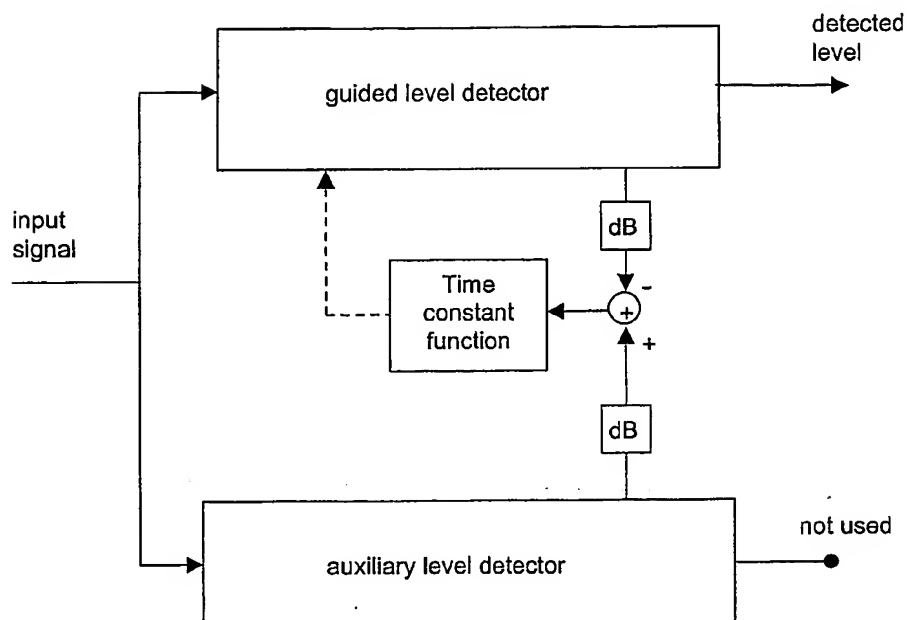 detected
level
guided level detector
input
signal
dB
-
Time
constant
function
+
+
dB
not used
auxiliary level detector